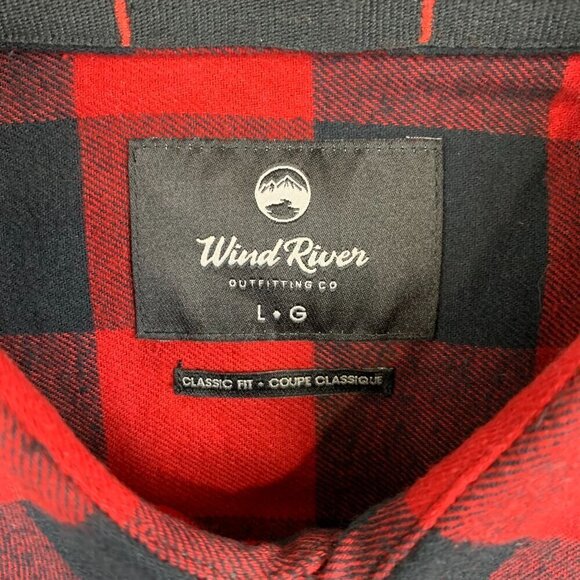 Wind River
OUTFITTING CO
L • G
CLASSIC FIT • COUPE CLASSIQUE